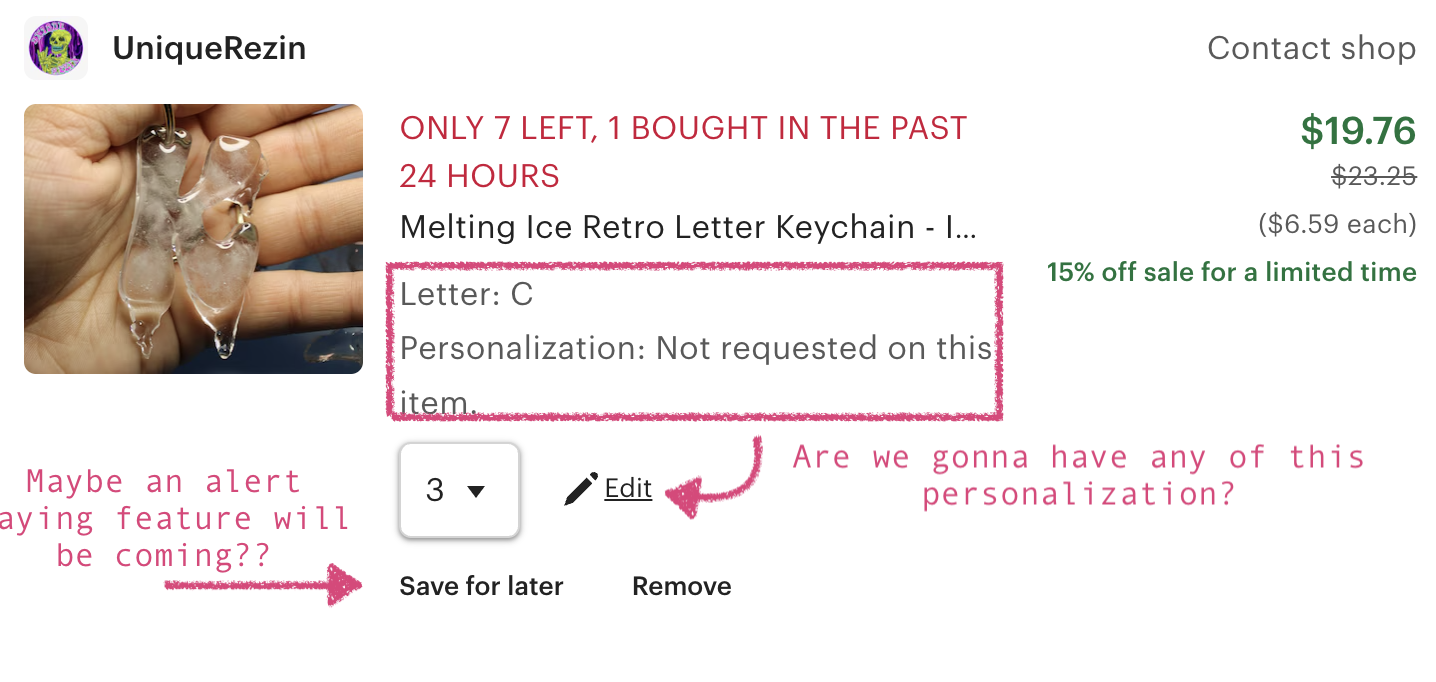 UniqueRezin
Contact shop
ONLY 7 LEFT, 1 BOUGHT IN THE PAST
24 HOURS
Melting Ice Retro Letter Keychain - I...
$19.76
$23.25
($6.59 each)
15% off sale for a limited time
Letter: C
Personalization: Not requested on this
item.
3
Edit
Are we gonna have any of this
personalization?
Maybe an alert
aying feature will
be coming??
Save for later
Remove